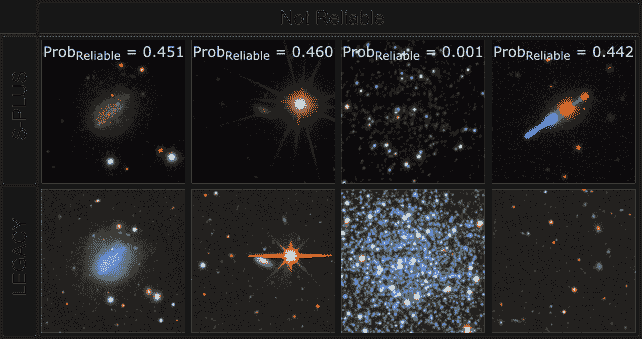 Not Reliable
Prob_Reliable = 0.451 Prob_Reliable = 0.460 Prob_Reliable = 0.001 Prob_Reliable = 0.442
S-PLUS
LEGACY